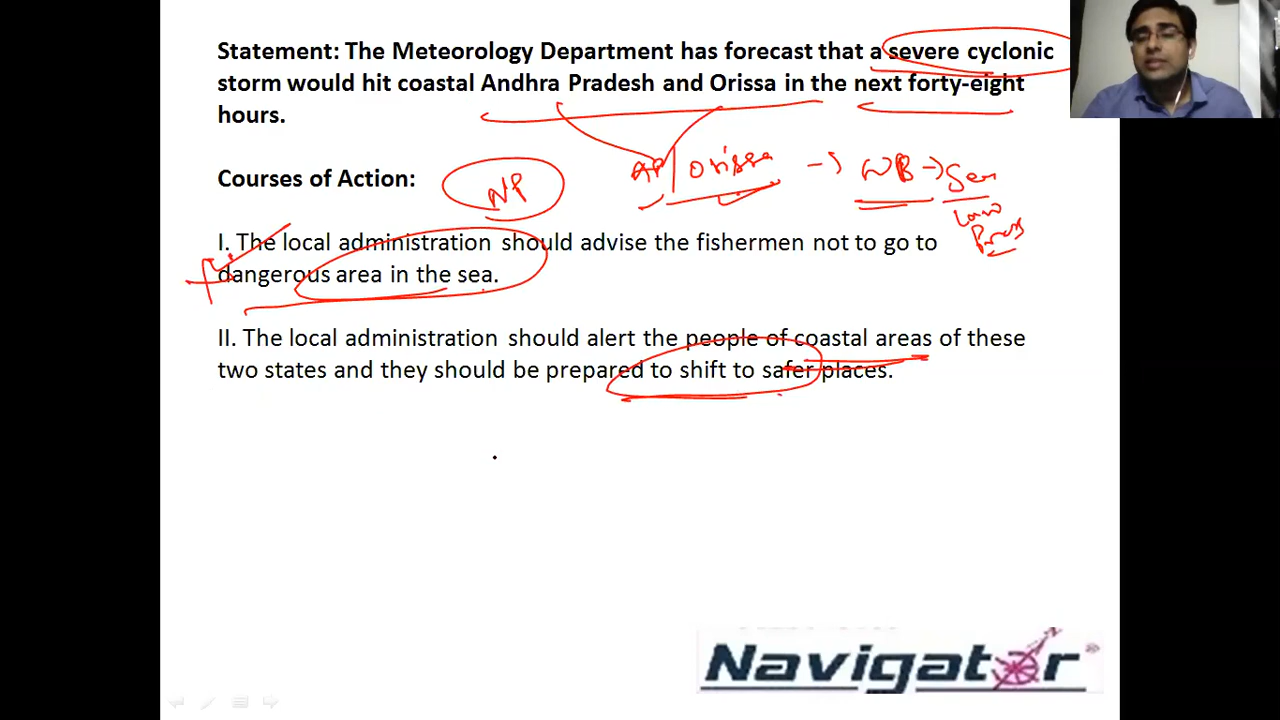 Statement: The Meteorology Department has forecast that a severe cyclonic
storm would hit coastal Andhra Pradesh and Orissa in the next forty-eight
hours.
AP Orissa → WB →
Courses of Action:
NP
I. The local administration should advise the fishermen not to go to
dangerous area in the sea.
II. The local administration should alert the people of coastal areas of these
two states and they should be prepared to shift to safer places.
Navigator